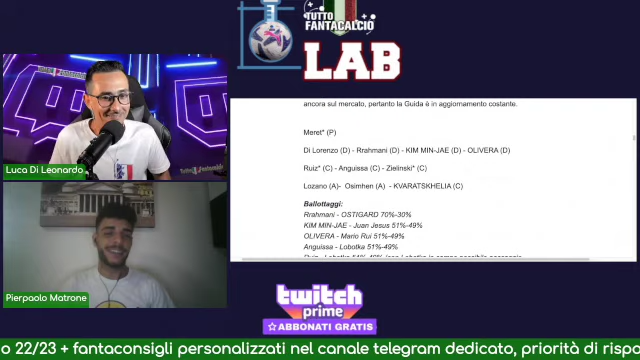 TUTTO
FANTACALCIO
LAB
ancora sul mercato, pertanto la Guida è in aggiornamento costante.
Meret* (P)
Di Lorenzo (D) - Rrahmani (D) - KIM MIN-JAE (D) - OLIVERA (D)
Ruiz* (C) - Anguissa (C) - Zielinski* (C)
Lozano (A)- Osimhen (A) - KVARATSKHELIA (C)
Ballottaggi:
Rrahmani - OSTIGARD 70%-30%
KIM MIN-JAE - Juan Jesus 51%-49%
OLIVERA - Mario Rui 51%-49%
Anguissa - Lobotka 51%-49%
Luca Di Leonardo
Pierpaolo Matrone
twitch
prime
ABBONATI GRATIS
o 22/23 + fantaconsigli personalizzati nel canale telegram dedicato, priorità di rispo